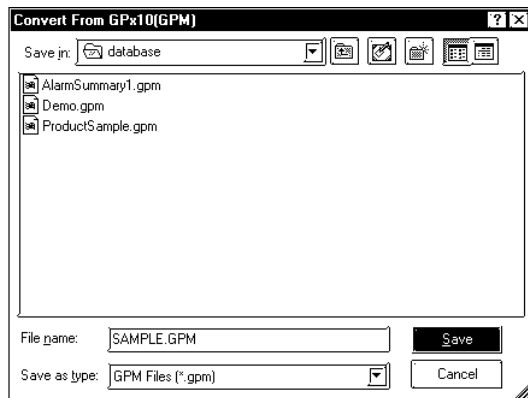 Convert From GPx10(GPM)
Save in: database
AlarmSummary1.gpm
Demo.gpm
ProductSample.gpm
File name: SAMPLE.GPM
Save
Save as type: GPM Files (*.gpm)
Cancel